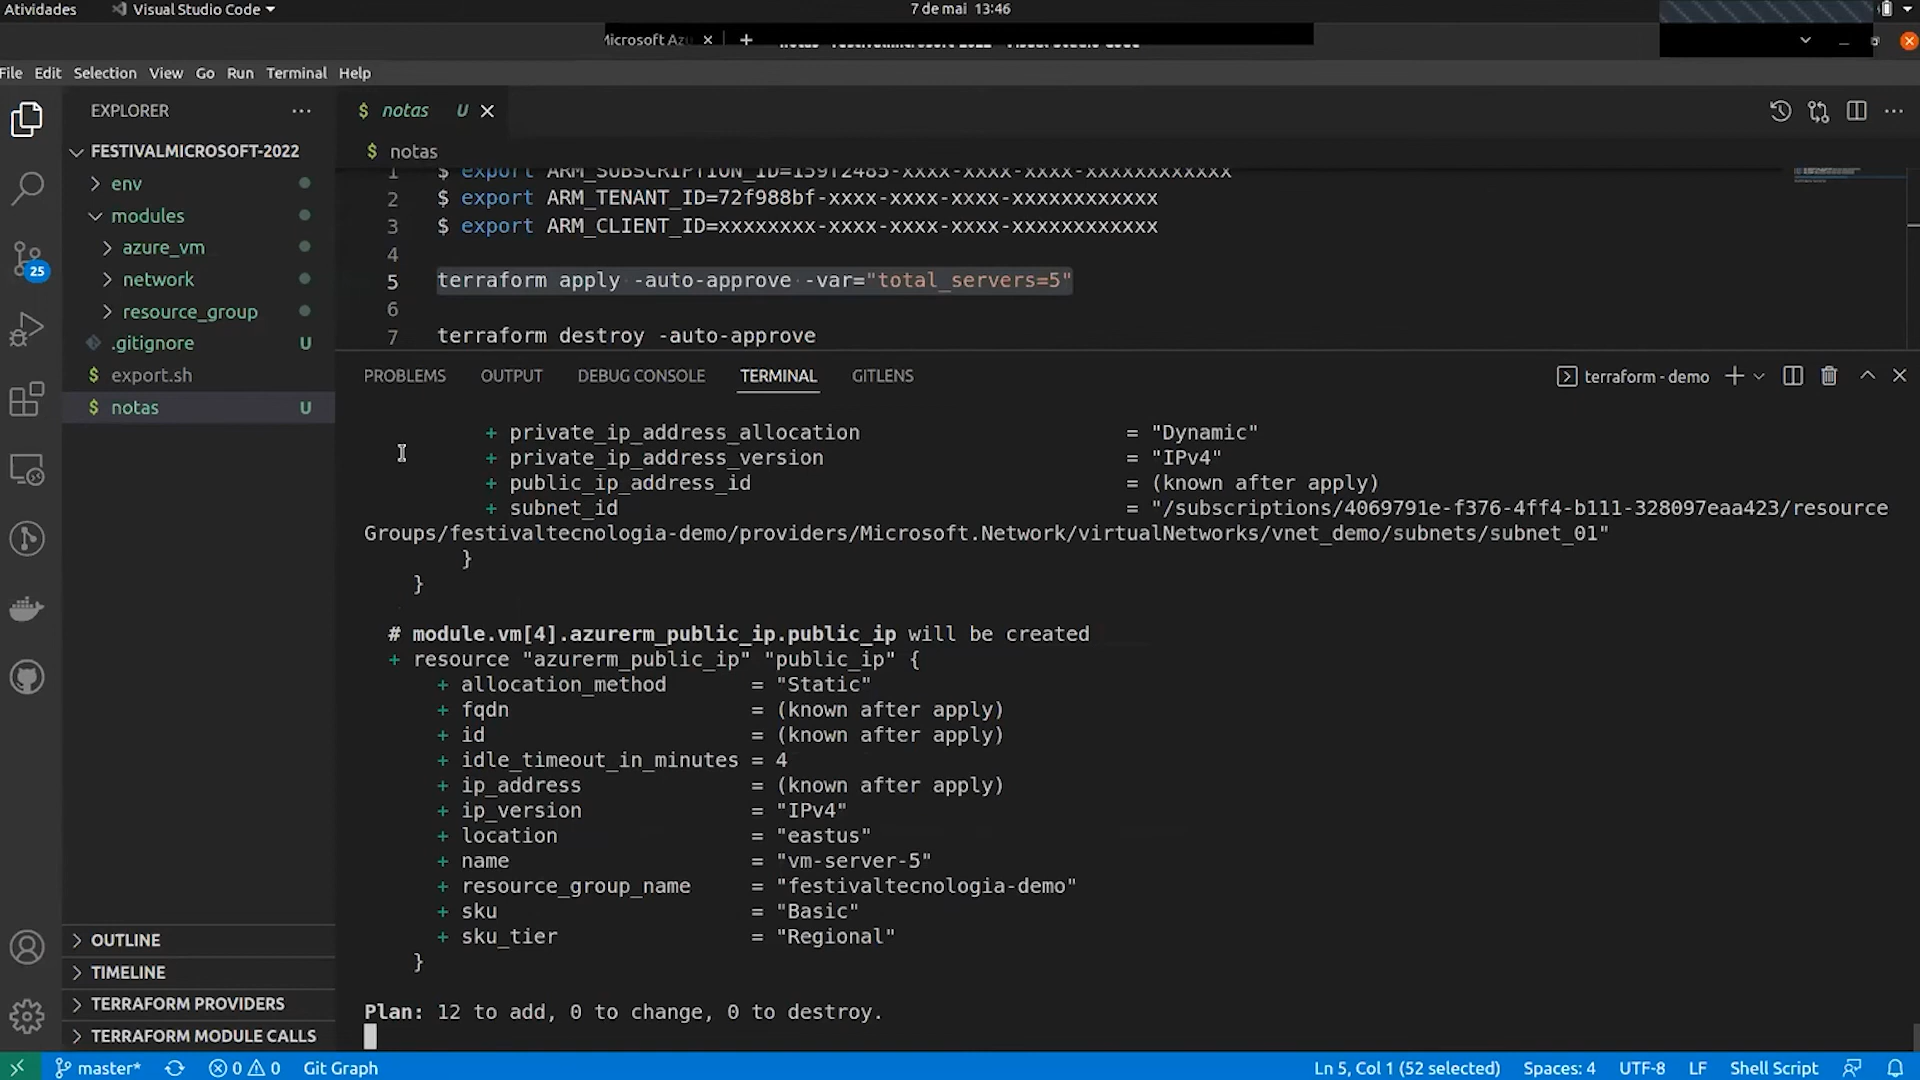 Atividades
Visual Studio Code
7 de mai 13:46
Microsoft Az
File Edit Selection View Go Run Terminal Help
EXPLORER
FESTIVALMICROSOFT-2022
env
modules
azure_vm
network
resource_group
.gitignore U
$ export.sh
$ notas U
OUTLINE
TIMELINE
TERRAFORM PROVIDERS
TERRAFORM MODULE CALLS
25
$ notas U
$ notas
1 $ export ARM_SUBSCRIPTION_ID=159f2485-xxxx-xxxx-xxxx-xxxxxxxxxxxx
2 $ export ARM_TENANT_ID=72f988bf-xxxx-xxxx-xxxx-xxxxxxxxxxxx
3 $ export ARM_CLIENT_ID=xxxxxxxx-xxxx-xxxx-xxxx-xxxxxxxxxxxx
4
5 terraform apply -auto-approve -var="total_servers=5"
6
7 terraform destroy -auto-approve
PROBLEMS OUTPUT DEBUG CONSOLE TERMINAL GITLENS
terraform - demo
+ private_ip_address_allocation = "Dynamic"
+ private_ip_address_version = "IPv4"
+ public_ip_address_id = (known after apply)
+ subnet_id = "/subscriptions/4069791e-f376-4ff4-b111-328097eaa423/resource
Groups/festivaltecnologia-demo/providers/Microsoft.Network/virtualNetworks/vnet_demo/subnets/subnet_01"
}
}
# module.vm[4].azurerm_public_ip.public_ip will be created
+ resource "azurerm_public_ip" "public_ip" {
+ allocation_method = "Static"
+ fqdn = (known after apply)
+ id = (known after apply)
+ idle_timeout_in_minutes = 4
+ ip_address = (known after apply)
+ ip_version = "IPv4"
+ location = "eastus"
+ name = "vm-server-5"
+ resource_group_name = "festivaltecnologia-demo"
+ sku = "Basic"
+ sku_tier = "Regional"
}
Plan: 12 to add, 0 to change, 0 to destroy.
master* 0 0 Git Graph
Ln 5, Col 1 (52 selected) Spaces: 4 UTF-8 LF Shell Script